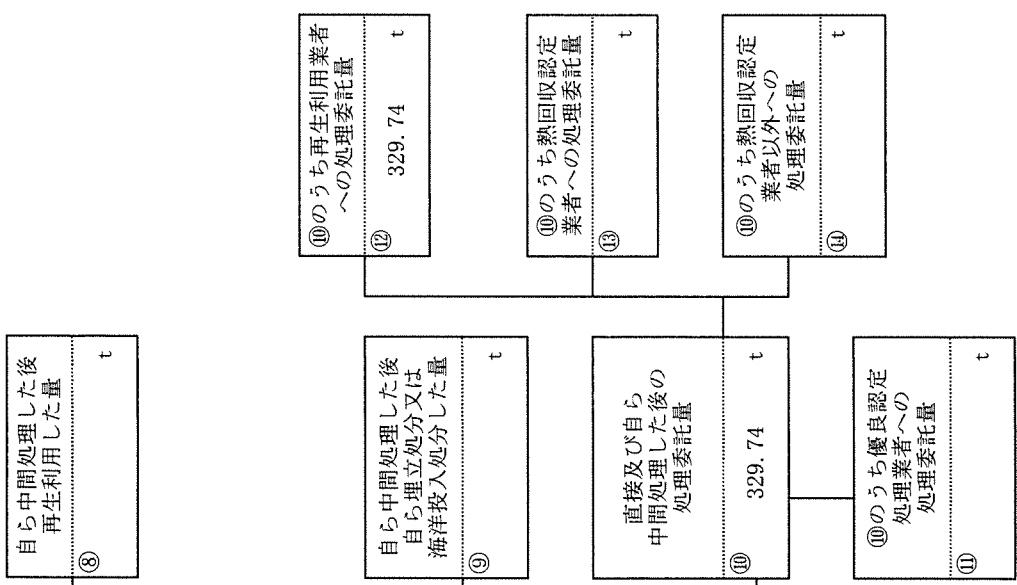 自ら中間処理した後
再生利用した量
⑧ t
自ら中間処理した後
自ら埋立処分又は
海洋投入処分した量
⑨ t
直接及び自ら
中間処理した後の
処理委託量
⑩ 329.74 t
⑩のうち優良認定
処理業者への
処理委託量
⑪ t
⑩のうち再生利用業者
への処理委託量
⑫ 329.74 t
⑩のうち熱回収認定
業者への処理委託量
⑬ t
⑩のうち熱回収認定
業者以外への
処理委託量
⑭ t